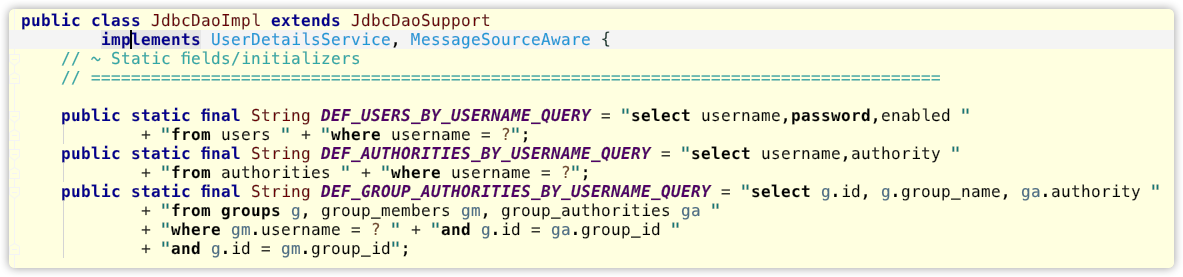 public class JdbcDaoImpl extends JdbcDaoSupport
implements UserDetailsService, MessageSourceAware {
// ~ Static fields/initializers
// =====================================================================================
public static final String DEF_USERS_BY_USERNAME_QUERY = "select username,password,enabled "
+ "from users " + "where username = ?";
public static final String DEF_AUTHORITIES_BY_USERNAME_QUERY = "select username,authority "
+ "from authorities " + "where username = ?";
public static final String DEF_GROUP_AUTHORITIES_BY_USERNAME_QUERY = "select g.id, g.group_name, ga.authority "
+ "from groups g, group_members gm, group_authorities ga "
+ "where gm.username = ? " + "and g.id = ga.group_id "
+ "and g.id = gm.group_id";